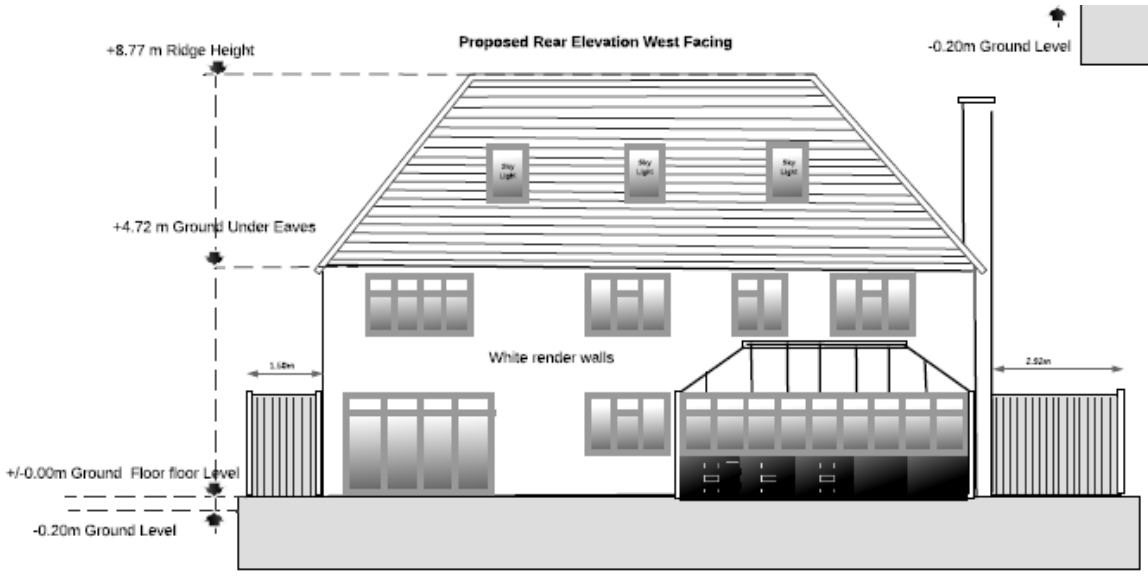 Proposed Rear Elevation West Facing
-0.20m Ground Level
+8.77 m Ridge Height
Sky
Light
Sky
Light
Sky
Light
+4.72 m Ground Under Eaves
White render walls
1.50m
2.92m
+/-0.00m Ground Floor floor Level
-0.20m Ground Level